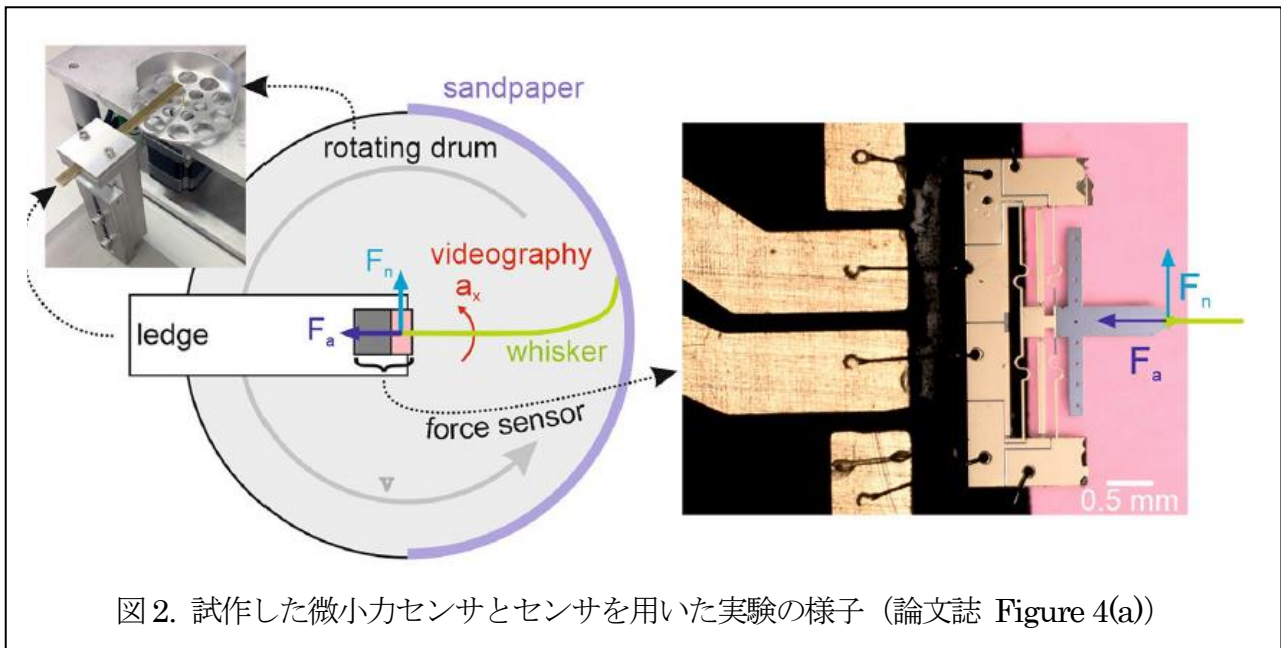 sandpaper
rotating drum
videography
aₓ
Fₙ
Fₐ
ledge
whisker
force sensor
v
Fₙ
Fₐ
0.5 mm
図 2. 試作した微小力センサとセンサを用いた実験の様子（論文誌 Figure 4(a)）